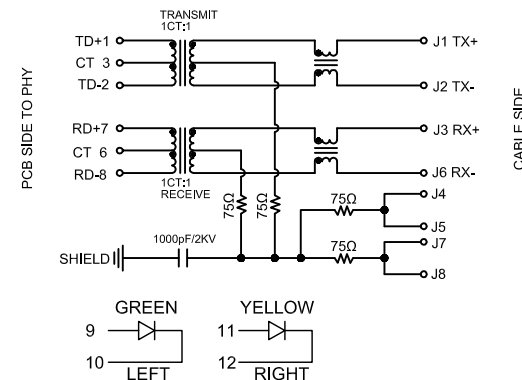 TRANSMIT
1CT:1
TD+1
CT 3
TD-2
J1 TX+
J2 TX-
PCB SIDE TO PHY
CABLE SIDE
RD+7
CT 6
RD-8
J3 RX+
J6 RX-
1CT:1
RECEIVE
75Ω
75Ω
75Ω
J4
J5
75Ω
J7
J8
1000pF/2KV
SHIELD
GREEN
9
10
LEFT
YELLOW
11
12
RIGHT